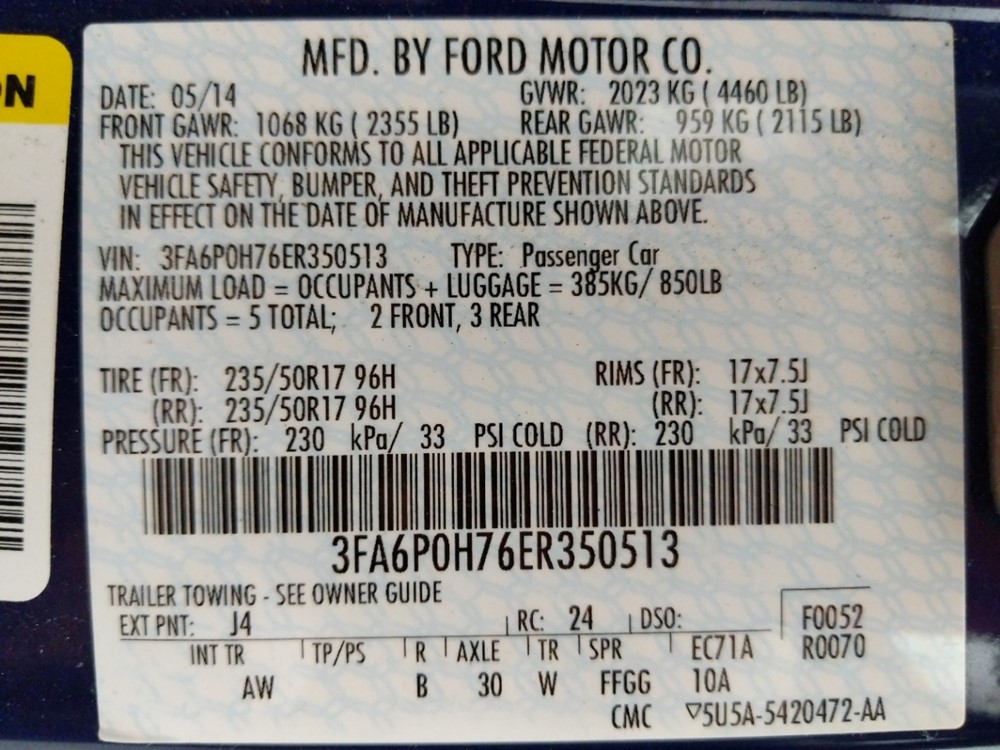 ON
MFD. BY FORD MOTOR CO.
DATE: 05/14 GVWR: 2023 KG ( 4460 LB)
FRONT GAWR: 1068 KG ( 2355 LB) REAR GAWR: 959 KG ( 2115 LB)
THIS VEHICLE CONFORMS TO ALL APPLICABLE FEDERAL MOTOR
VEHICLE SAFETY, BUMPER, AND THEFT PREVENTION STANDARDS
IN EFFECT ON THE DATE OF MANUFACTURE SHOWN ABOVE.
VIN: 3FA6P0H76ER350513 TYPE: Passenger Car
MAXIMUM LOAD = OCCUPANTS + LUGGAGE = 385KG/ 850LB
OCCUPANTS = 5 TOTAL; 2 FRONT, 3 REAR
TIRE (FR): 235/50R17 96H RIMS (FR): 17x7.5J
(RR): 235/50R17 96H (RR): 17x7.5J
PRESSURE (FR): 230 kPa/ 33 PSI COLD (RR): 230 kPa/ 33 PSI COLD
3FA6P0H76ER350513
TRAILER TOWING - SEE OWNER GUIDE
EXT PNT: J4 RC: 24 DSO: F0052
INT TR TP/PS R AXLE TR SPR EC71A R0070
AW B 30 W FFGG 10A
CMC ▽5U5A-5420472-AA